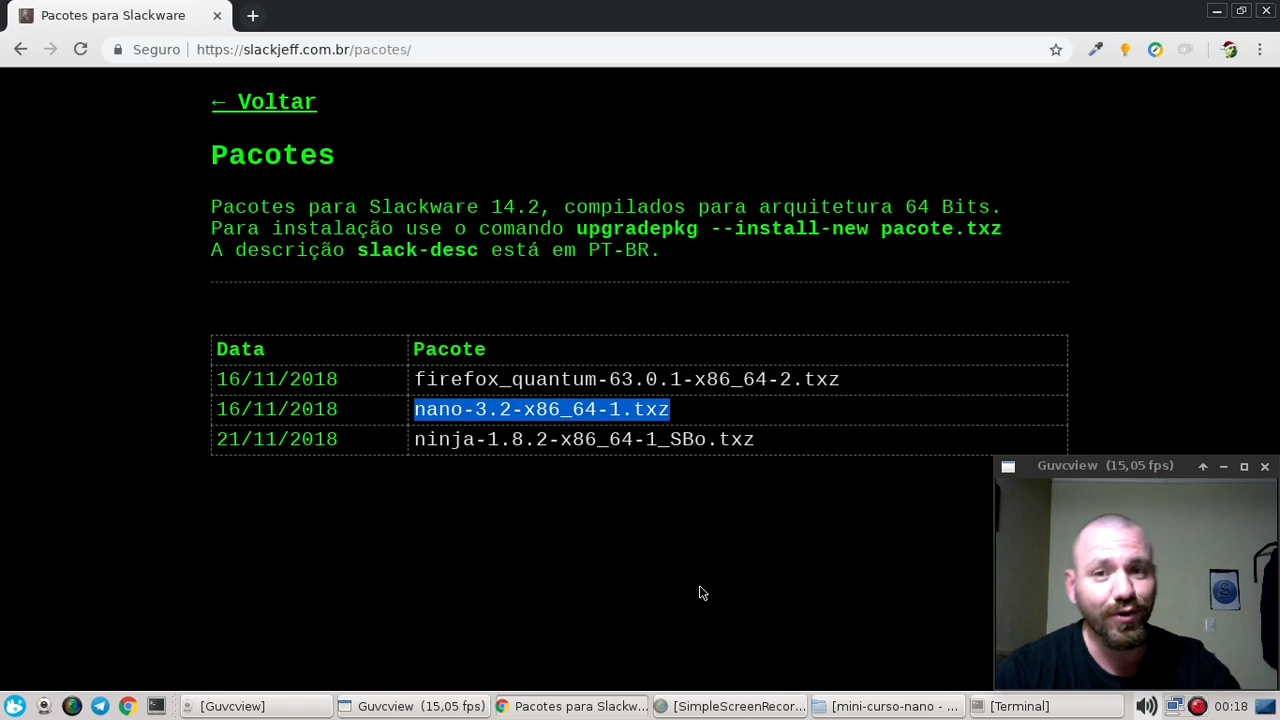 Pacotes para Slackware
Seguro
https://slackjeff.com.br/pacotes/
← Voltar
Pacotes
Pacotes para Slackware 14.2, compilados para arquitetura 64 Bits.
Para instalação use o comando upgradepkg --install-new pacote.txz
A descrição slack-desc está em PT-BR.
Data Pacote
16/11/2018 firefox_quantum-63.0.1-x86_64-2.txz
16/11/2018 nano-3.2-x86_64-1.txz
21/11/2018 ninja-1.8.2-x86_64-1_SBo.txz
Guvcview (15,05 fps)
S
[Guvcview] Guvcview (15,05 fps) Pacotes para Slackw... [SimpleScreenRecor... [mini-curso-nano - ... [Terminal] 00:18